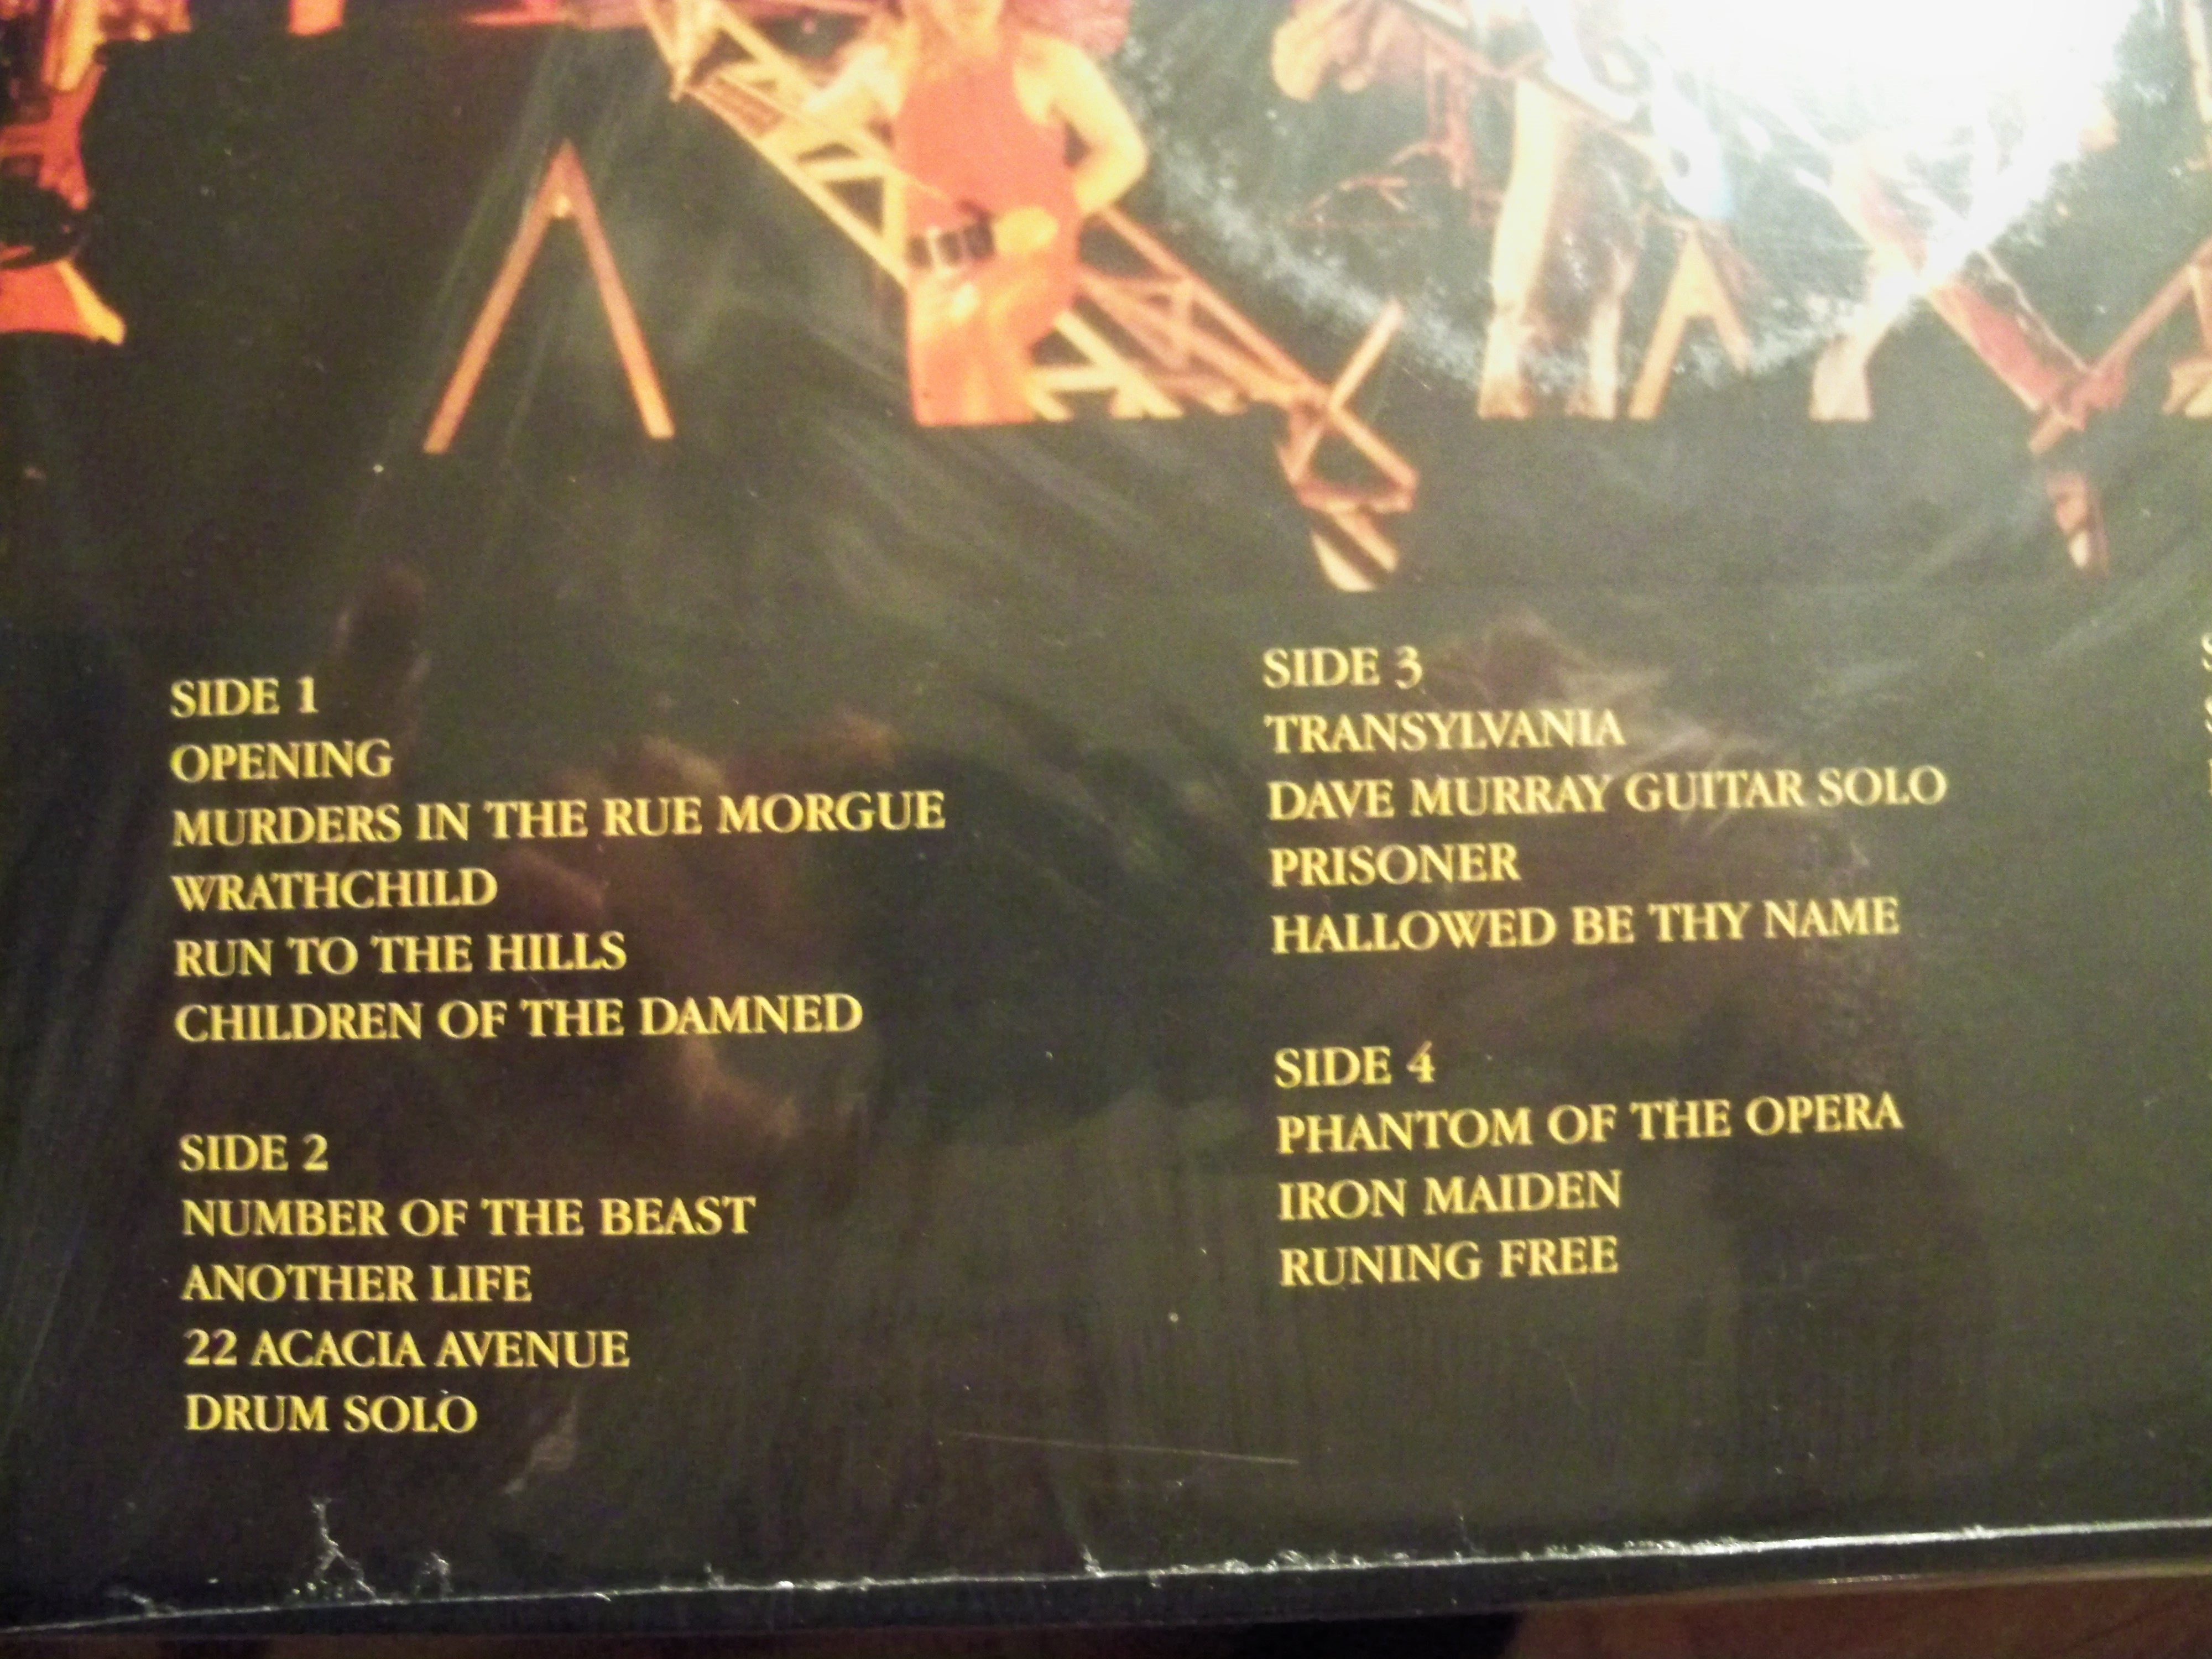 SIDE 1
OPENING
MURDERS IN THE RUE MORGUE
WRATHCHILD
RUN TO THE HILLS
CHILDREN OF THE DAMNED
SIDE 2
NUMBER OF THE BEAST
ANOTHER LIFE
22 ACACIA AVENUE
DRUM SOLO
SIDE 3
TRANSYLVANIA
DAVE MURRAY GUITAR SOLO
PRISONER
HALLOWED BE THY NAME
SIDE 4
PHANTOM OF THE OPERA
IRON MAIDEN
RUNING FREE